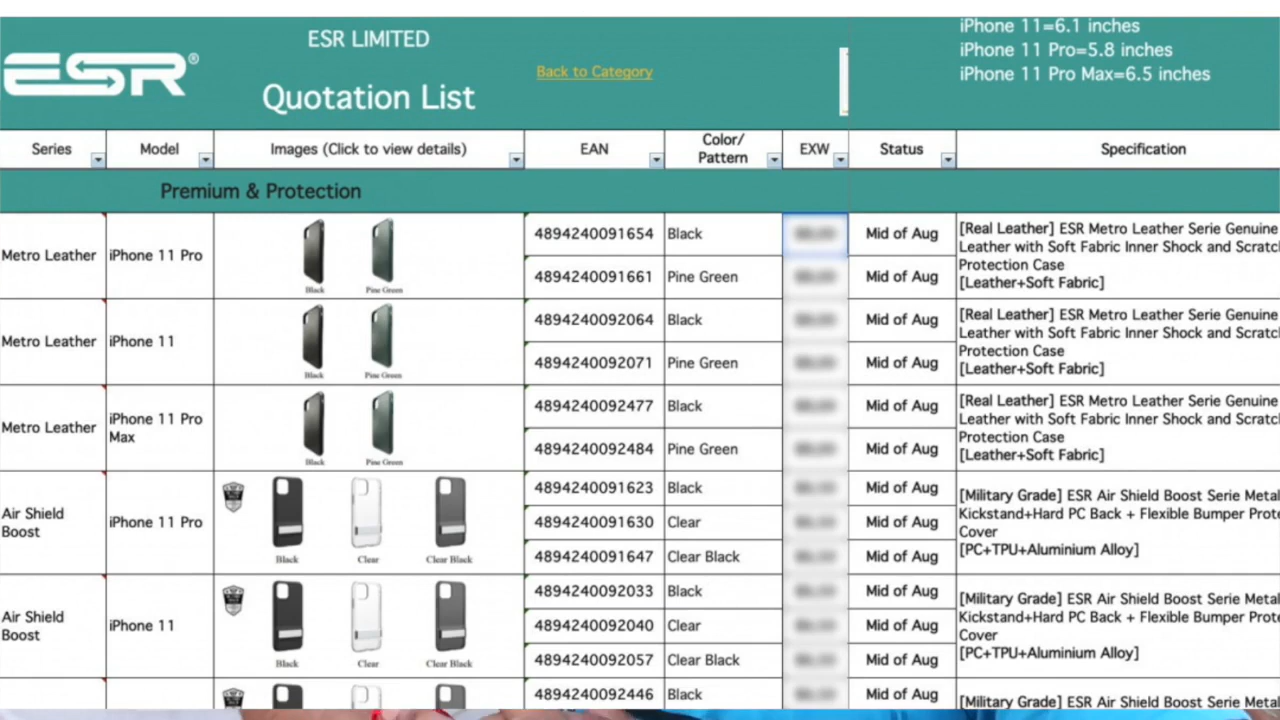 iPhone 11=6.1 inches
ESR LIMITED
iPhone 11 Pro=5.8 inches
ESR®
Back to Category
iPhone 11 Pro Max=6.5 inches
Quotation List
Series Model Images (Click to view details) EAN Color/ Pattern EXW Status Specification
Premium & Protection
Metro Leather iPhone 11 Pro
Black Pine Green
4894240091654 Black Mid of Aug
4894240091661 Pine Green Mid of Aug
[Real Leather] ESR Metro Leather Serie Genuine
Leather with Soft Fabric Inner Shock and Scratc
Protection Case
[Leather+Soft Fabric]
Metro Leather iPhone 11
Black Pine Green
4894240092064 Black Mid of Aug
4894240092071 Pine Green Mid of Aug
[Real Leather] ESR Metro Leather Serie Genuine
Leather with Soft Fabric Inner Shock and Scratc
Protection Case
[Leather+Soft Fabric]
Metro Leather iPhone 11 Pro
Max
Black Pine Green
4894240092477 Black Mid of Aug
4894240092484 Pine Green Mid of Aug
[Real Leather] ESR Metro Leather Serie Genuine
Leather with Soft Fabric Inner Shock and Scratc
Protection Case
[Leather+Soft Fabric]
Air Shield
Boost
iPhone 11 Pro
Black Clear Clear Black
4894240091623 Black Mid of Aug
4894240091630 Clear Mid of Aug
4894240091647 Clear Black Mid of Aug
[Military Grade] ESR Air Shield Boost Serie Metal
Kickstand+Hard PC Back + Flexible Bumper Prote
Cover
[PC+TPU+Aluminium Alloy]
Air Shield
Boost
iPhone 11
Black Clear Clear Black
4894240092033 Black Mid of Aug
4894240092040 Clear Mid of Aug
4894240092057 Clear Black Mid of Aug
[Military Grade] ESR Air Shield Boost Serie Metal
Kickstand+Hard PC Back + Flexible Bumper Prote
Cover
[PC+TPU+Aluminium Alloy]
4894240092446 Black Mid of Aug
[Military Grade] ESR Air Shield Boost Serie Metal